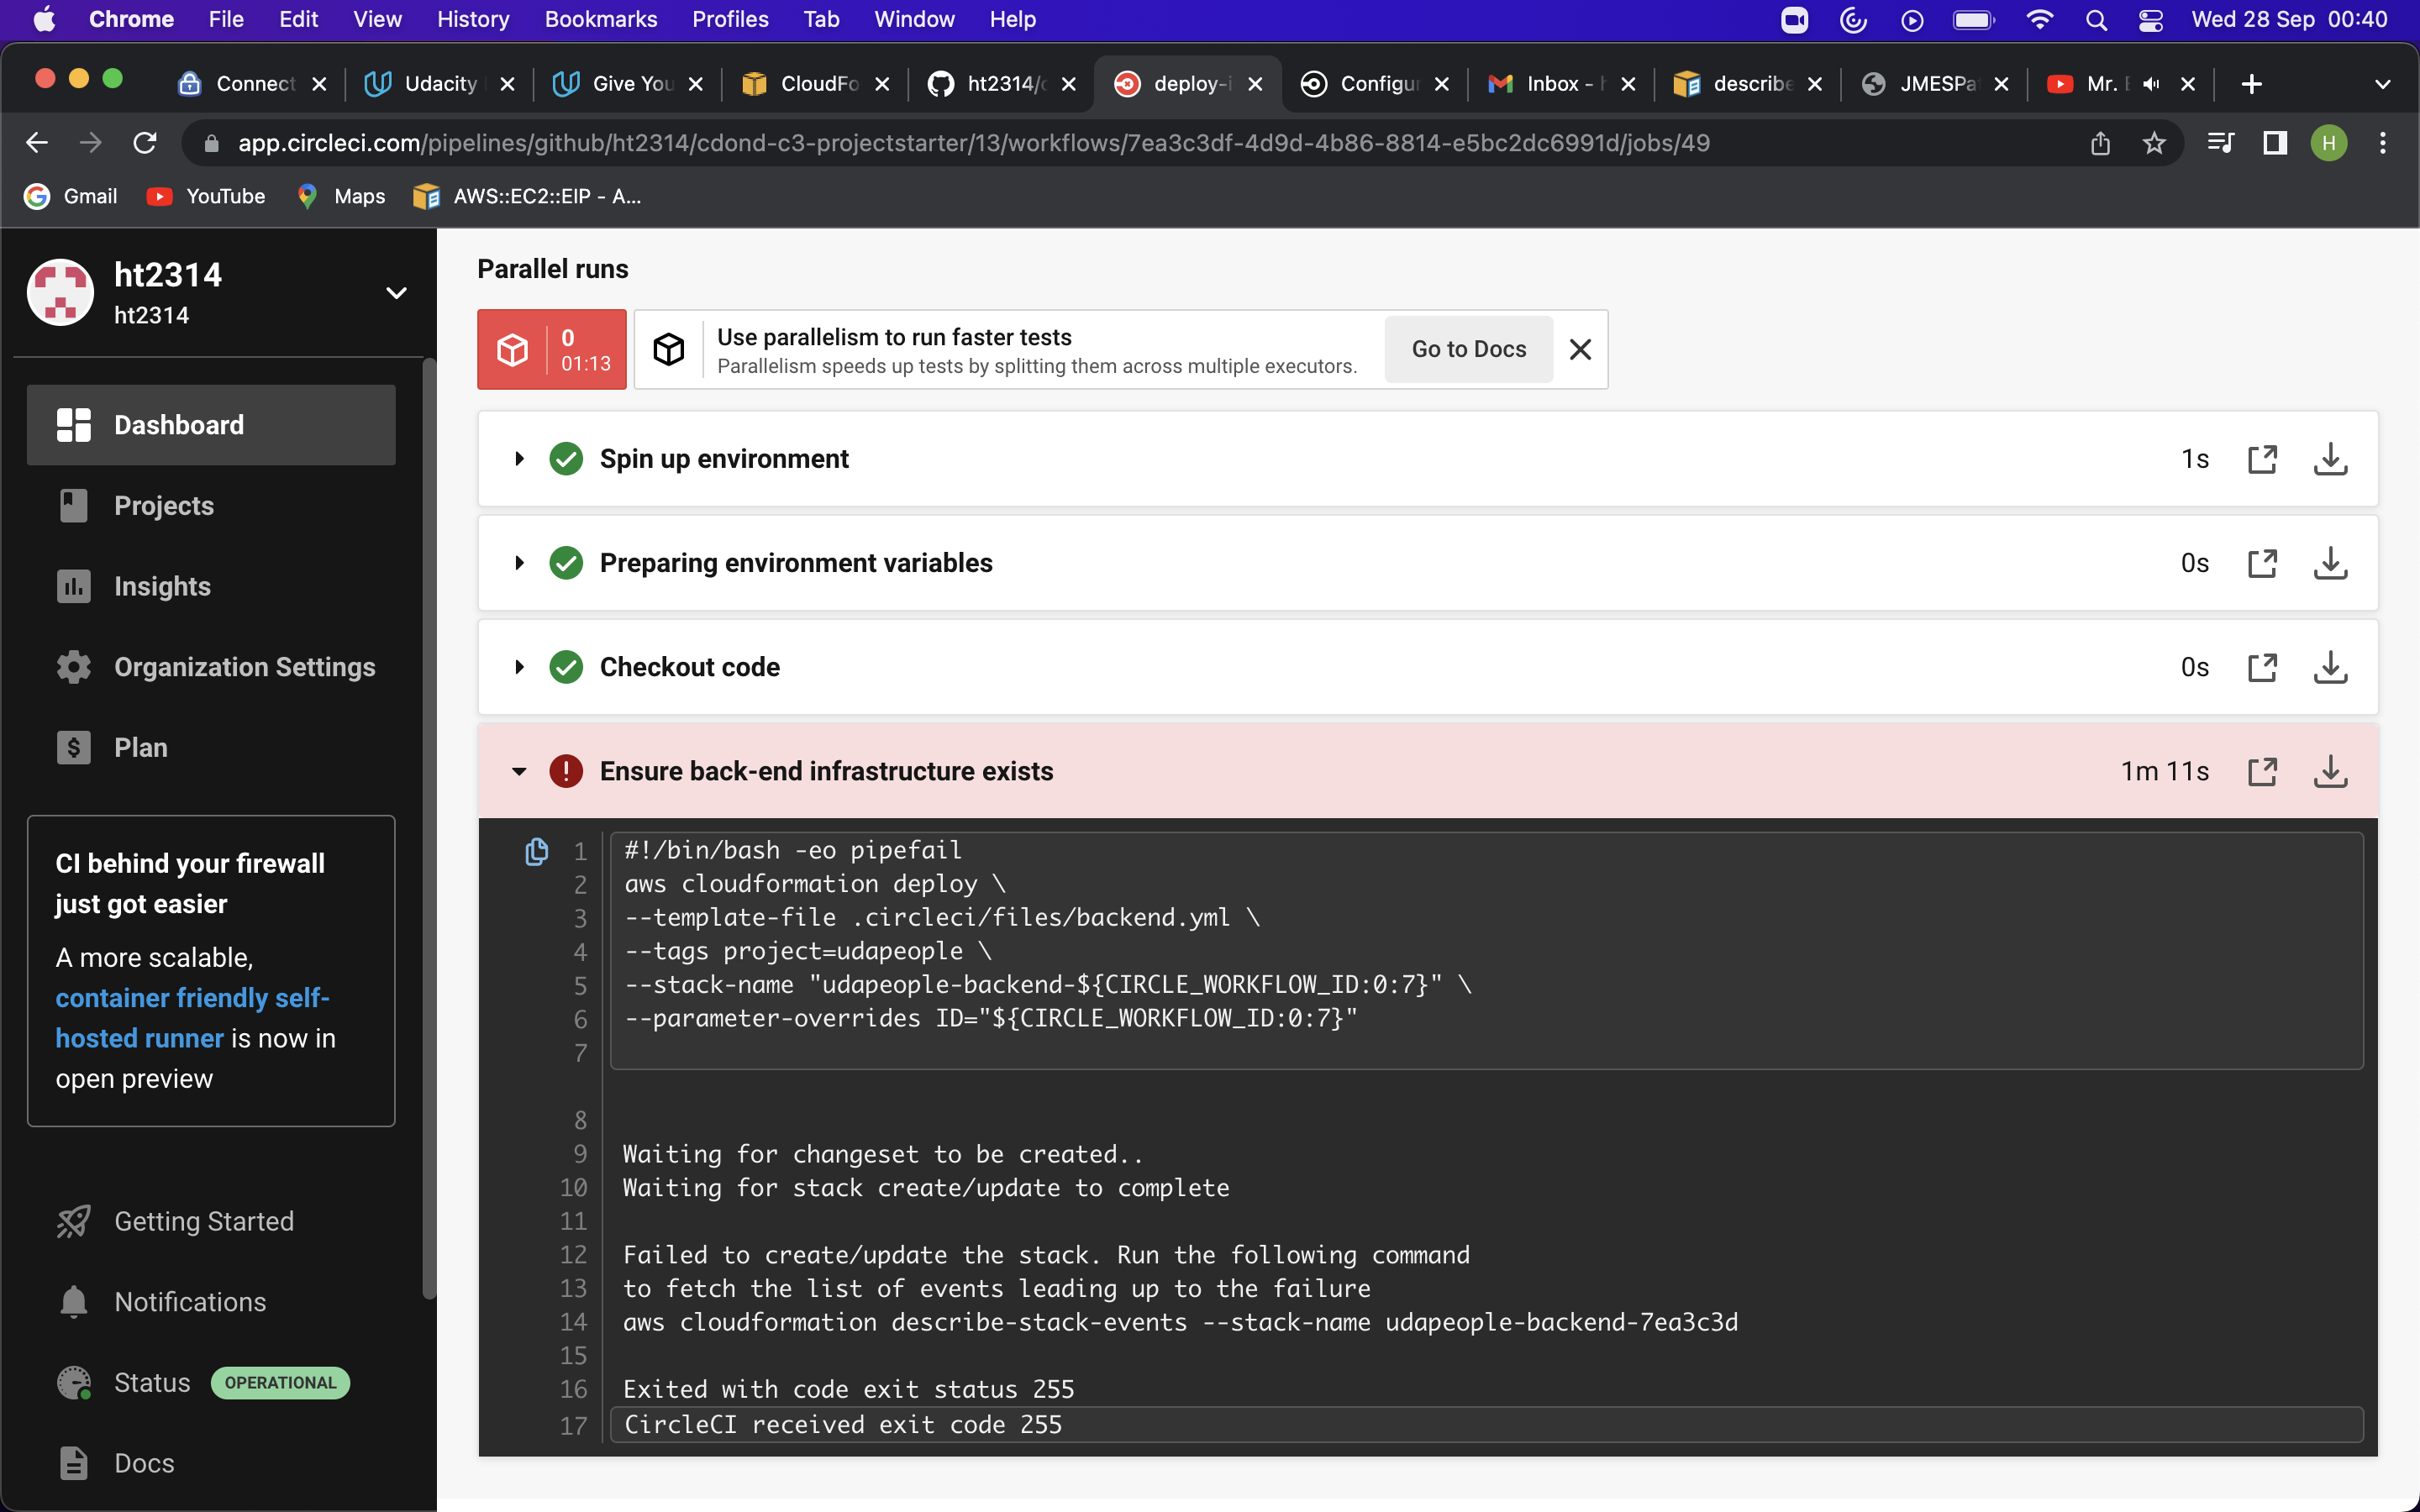 Chrome File Edit View History Bookmarks Profiles Tab Window Help Wed 28 Sep 00:40
Connect Udacity Give You CloudFo ht2314/c deploy-i Configur Inbox - describe JMESPa Mr.
app.circleci.com/pipelines/github/ht2314/cdond-c3-projectstarter/13/workflows/7ea3c3df-4d9d-4b86-8814-e5bc2dc6991d/jobs/49 H
Gmail YouTube Maps AWS::EC2::EIP - A...
ht2314
ht2314
Dashboard
Projects
Insights
Organization Settings
Plan
CI behind your firewall
just got easier
A more scalable,
container friendly self-
hosted runner is now in
open preview
Getting Started
Notifications
Status OPERATIONAL
Docs
Parallel runs
0
01:13
Use parallelism to run faster tests
Parallelism speeds up tests by splitting them across multiple executors.
Go to Docs
Spin up environment 1s
Preparing environment variables 0s
Checkout code 0s
Ensure back-end infrastructure exists 1m 11s
1 #!/bin/bash -eo pipefail
2 aws cloudformation deploy \
3 --template-file .circleci/files/backend.yml \
4 --tags project=udapeople \
5 --stack-name "udapeople-backend-${CIRCLE_WORKFLOW_ID:0:7}" \
6 --parameter-overrides ID="${CIRCLE_WORKFLOW_ID:0:7}"
7
8
9 Waiting for changeset to be created..
10 Waiting for stack create/update to complete
11
12 Failed to create/update the stack. Run the following command
13 to fetch the list of events leading up to the failure
14 aws cloudformation describe-stack-events --stack-name udapeople-backend-7ea3c3d
15
16 Exited with code exit status 255
17 CircleCI received exit code 255